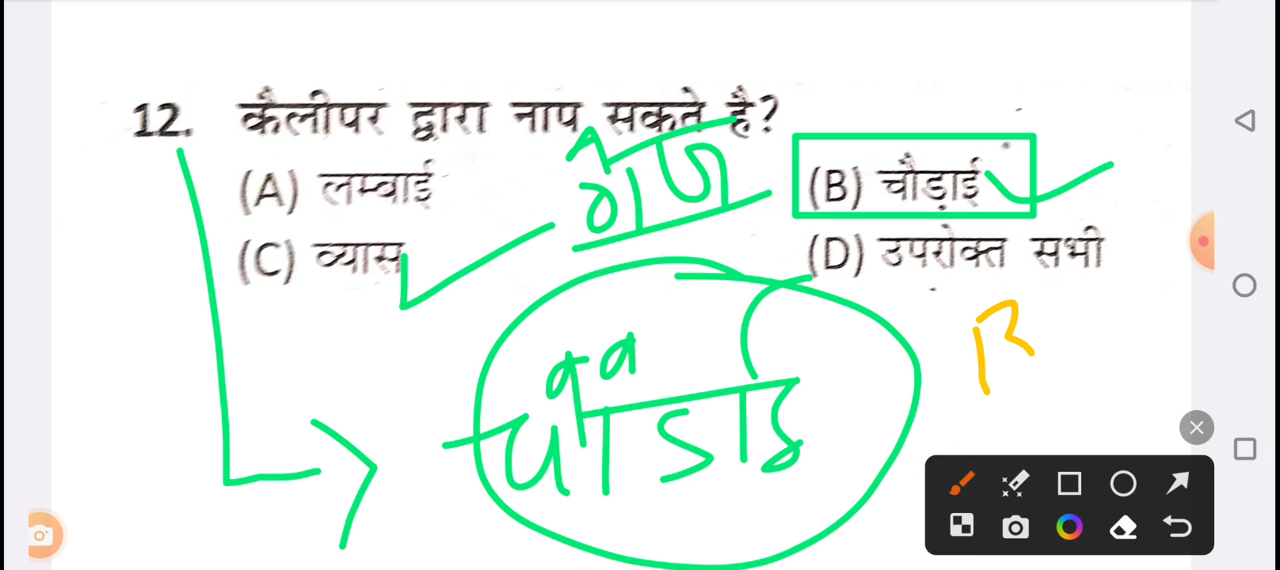 12. कैलीपर द्वारा नाप सकते है?
(A) लम्बाई (B) चौड़ाई
(C) व्यास (D) उपरोक्त सभी
गेज
चौडाई